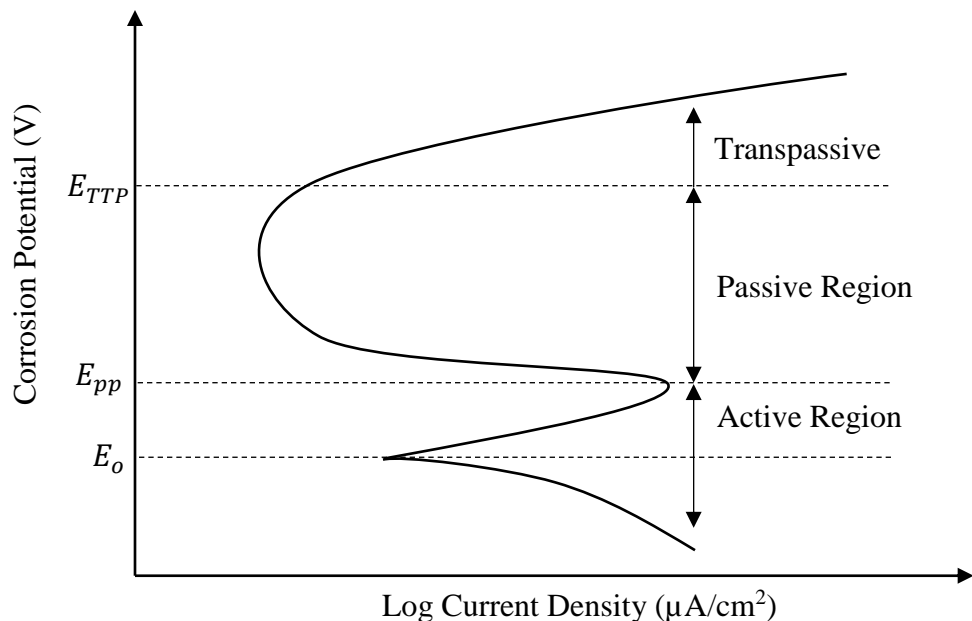 Corrosion Potential (V)
E_TTP
E_pp
E_o
Transpassive
Passive Region
Active Region
Log Current Density (µA/cm²)